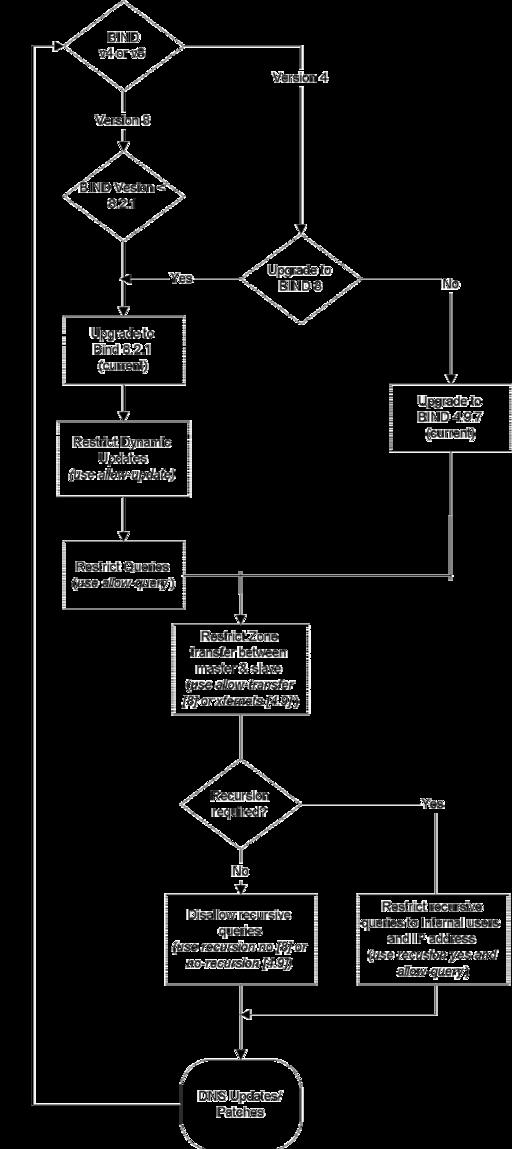 BIND
v4 or v8
Version 4
Version 8
BIND Vesion <
8.2.1
Upgrade to
BIND 8
Yes
No
Upgrade to
Bind 8.2.1
(current)
Upgrade to
BIND 4.9.7
(current)
Restrict Dynamic
Updates
(use allow-update)
Restrict Queries
(use allow-query)
Restrict Zone
transfer between
master & slave
(use allow-transfer
[8] or xfernets [4.9])
Recursion
required?
Yes
No
Disallow recursive
queries
(use recursion no [8] or
no-recursion [4.9])
Restrict recursive
queries to Internal users
and IP address
(use recusion yes and
allow-query)
DNS Updates/
Patches